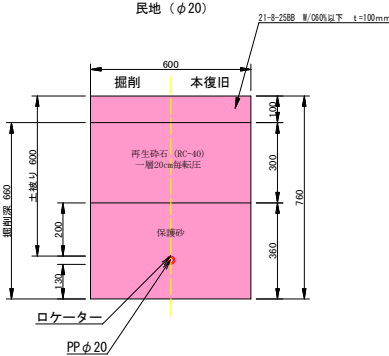 民地（φ20）
21-8-25BB W/C60%以下 t=100mm
600
掘削 本復旧
100
再生砕石 (RC-40)
一層20cm毎転圧
300
760
土被り 600
掘削深 660
200
保護砂
360
130
ロケーター
PPφ20